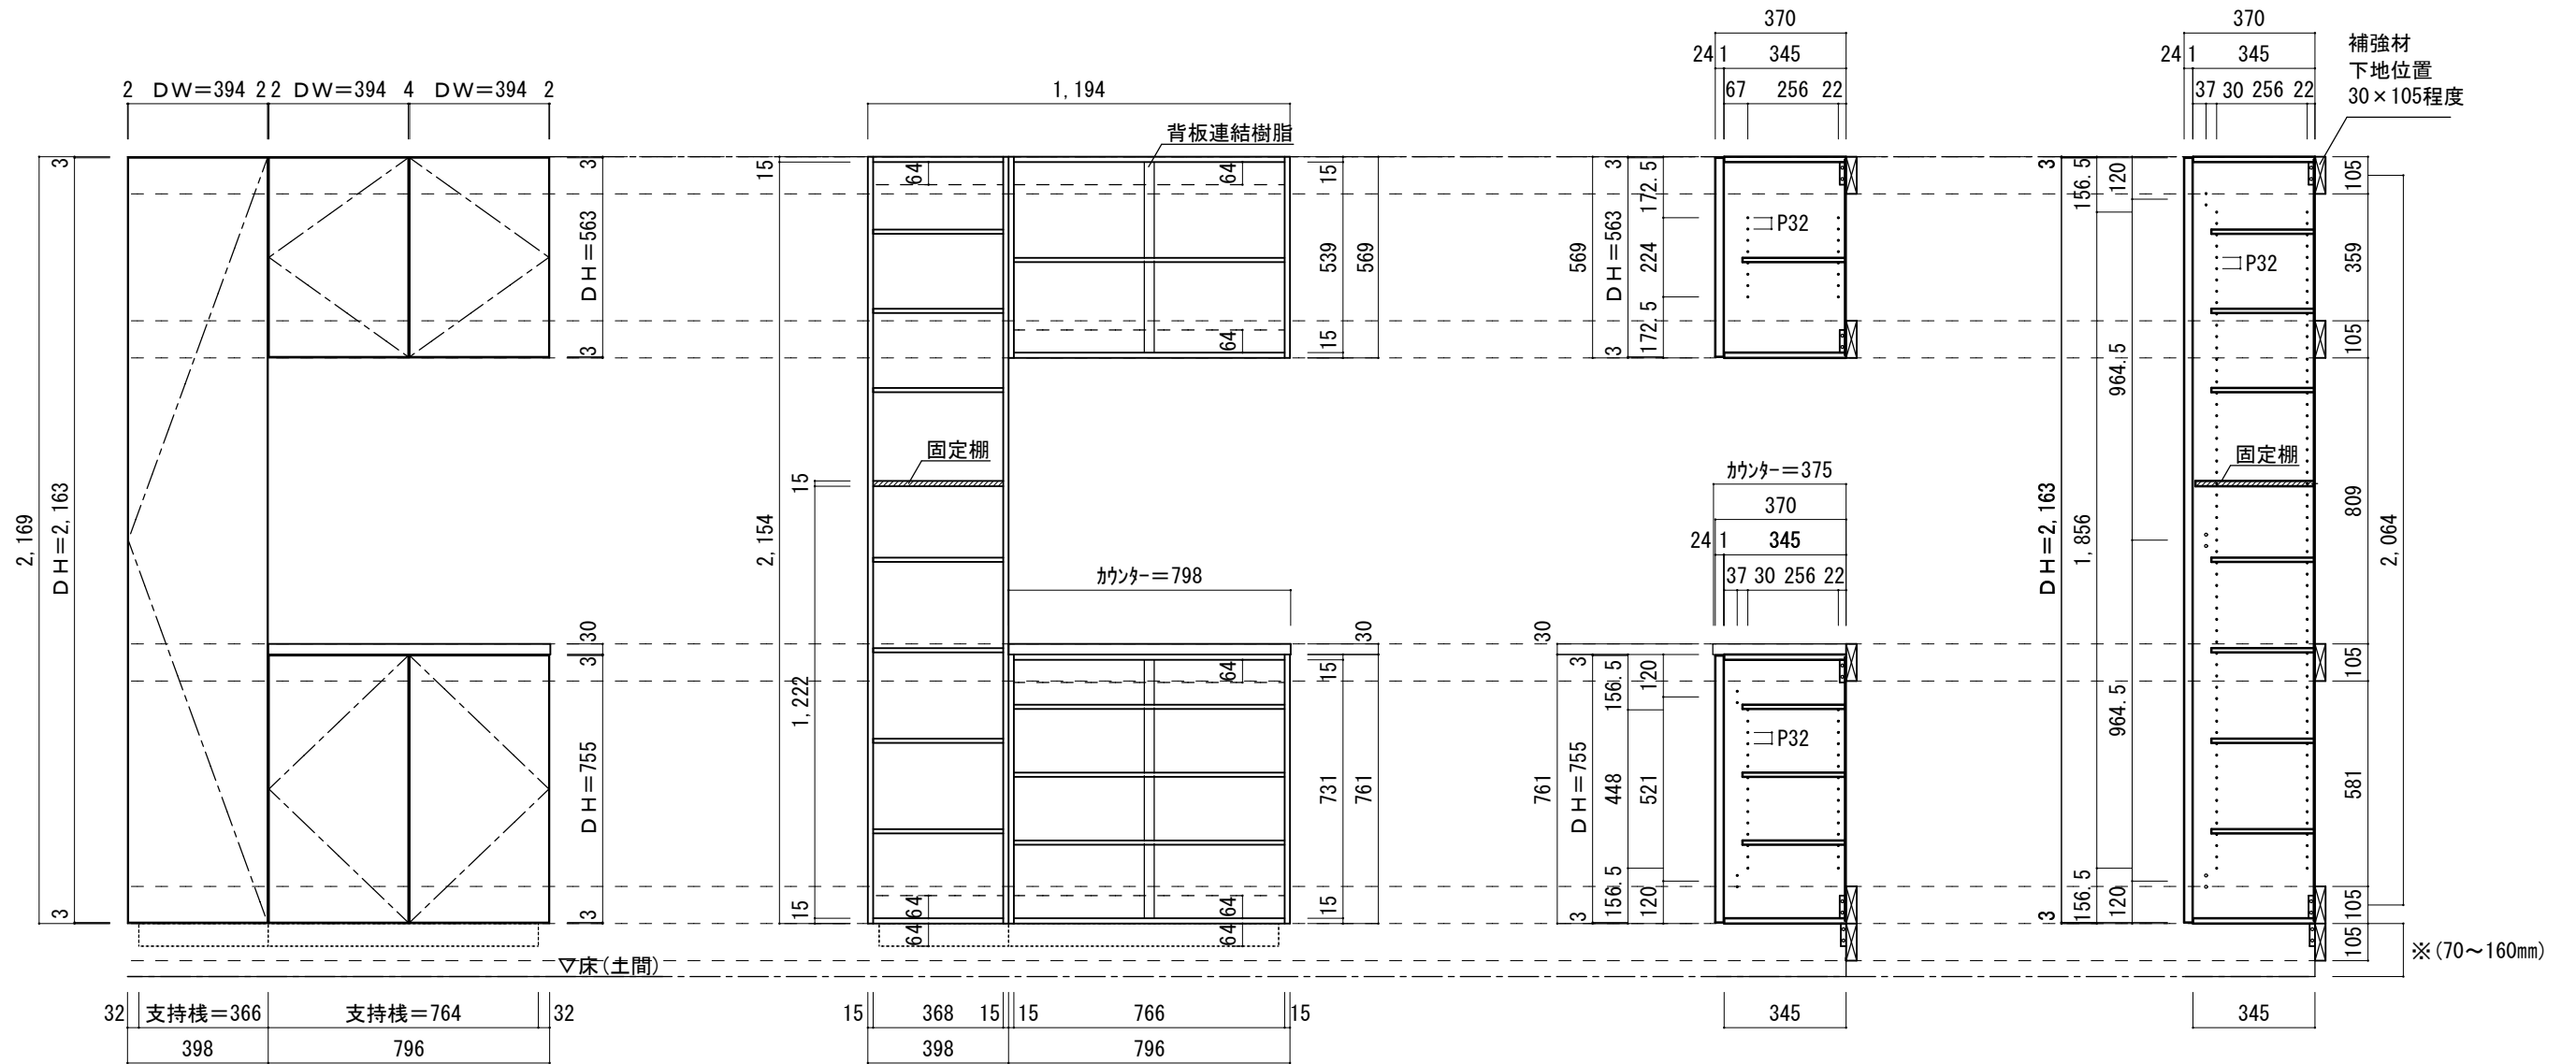 2 DW=394 2 2 DW=394 4 DW=394 2
3
2,169
DH=2,163
3
3
DH=563
3
30
3
DH=755
3
▽床(土間)
32 支持桟=366 支持桟=764 32
398 796
1,194
背板連結樹脂
15
2,154
15
1,222
15
64
64
64
固定棚
カウンター=798
64
64
64
64
64
15
539
569
15
30
15
731
761
15
15 368 15 15 766 15
398 796
370
24 1 345
67 256 22
569
3
DH=563
3
172.5
224
172.5
P32
カウンター=375
370
24 1 345
37 30 256 22
30
761
3
DH=755
3
156.5
448
156.5
120
521
120
P32
345
370
24 1 345
37 30 256 22
補強材
下地位置
30×105程度
3
DH=2,163
3
156.5
1,856
156.5
120
964.5
964.5
120
P32
固定棚
105
359
105
809
105
581
105
105
2,064
※(70～160mm)
345